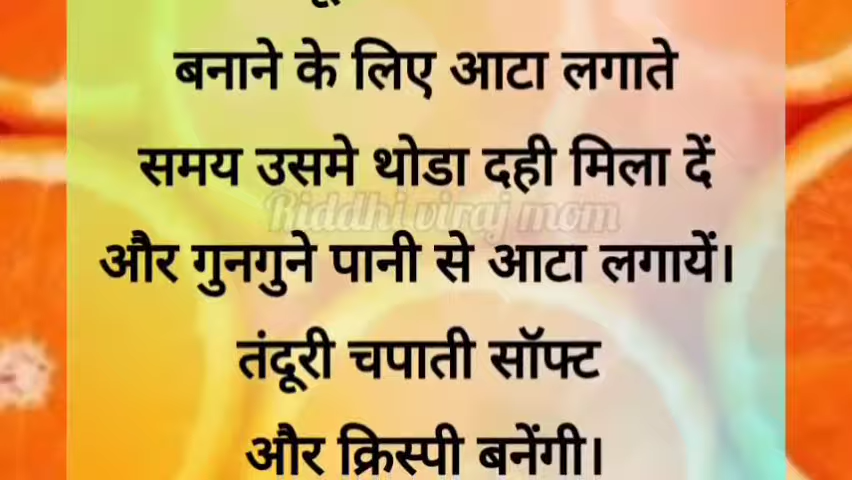 बनाने के लिए आटा लगाते
समय उसमे थोडा दही मिला दें
Riddhi viraj mom
और गुनगुने पानी से आटा लगायें।
तंदूरी चपाती सॉफ्ट
और क्रिस्पी बनेंगी।